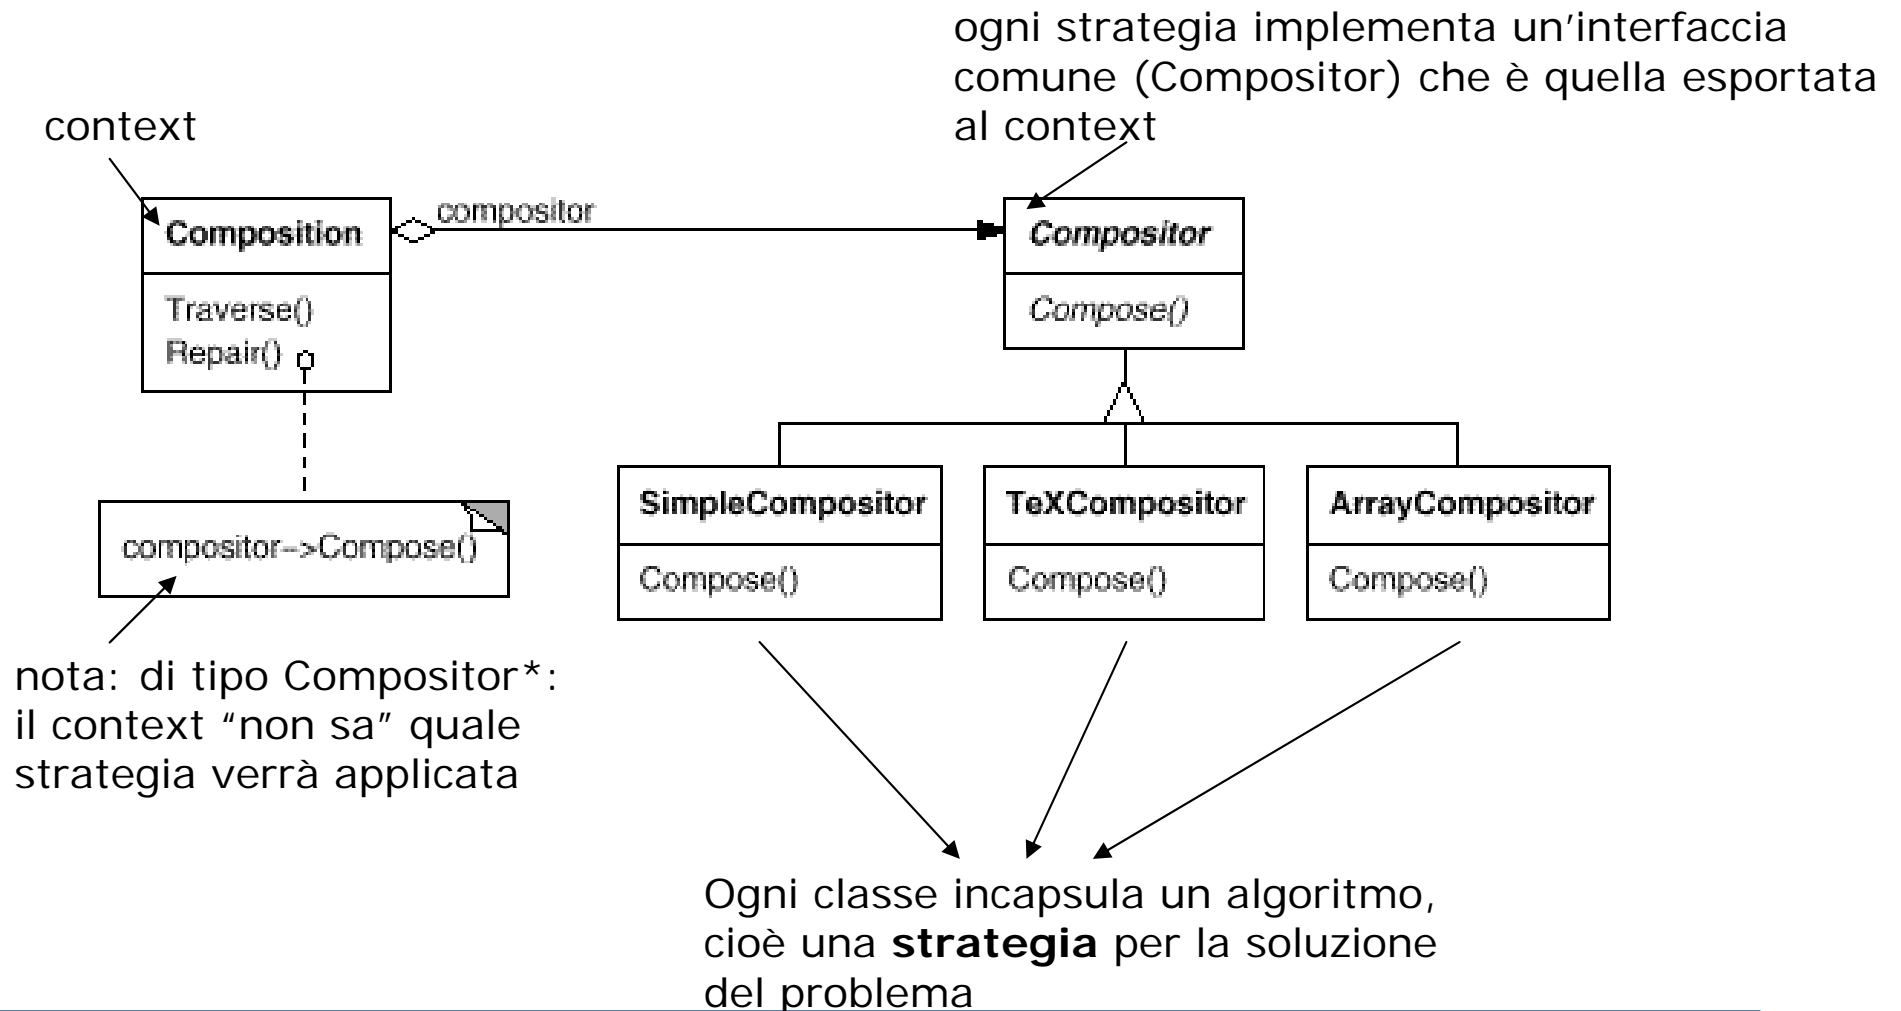 ogni strategia implementa un'interfaccia
comune (Compositor) che è quella esportata
al context
context
compositor
Composition
Traverse()
Repair()
Compositor
Compose()
compositor->Compose()
SimpleCompositor
Compose()
TeXCompositor
Compose()
ArrayCompositor
Compose()
nota: di tipo Compositor*:
il context “non sa” quale
strategia verrà applicata
Ogni classe incapsula un algoritmo,
cioè una strategia per la soluzione
del problema